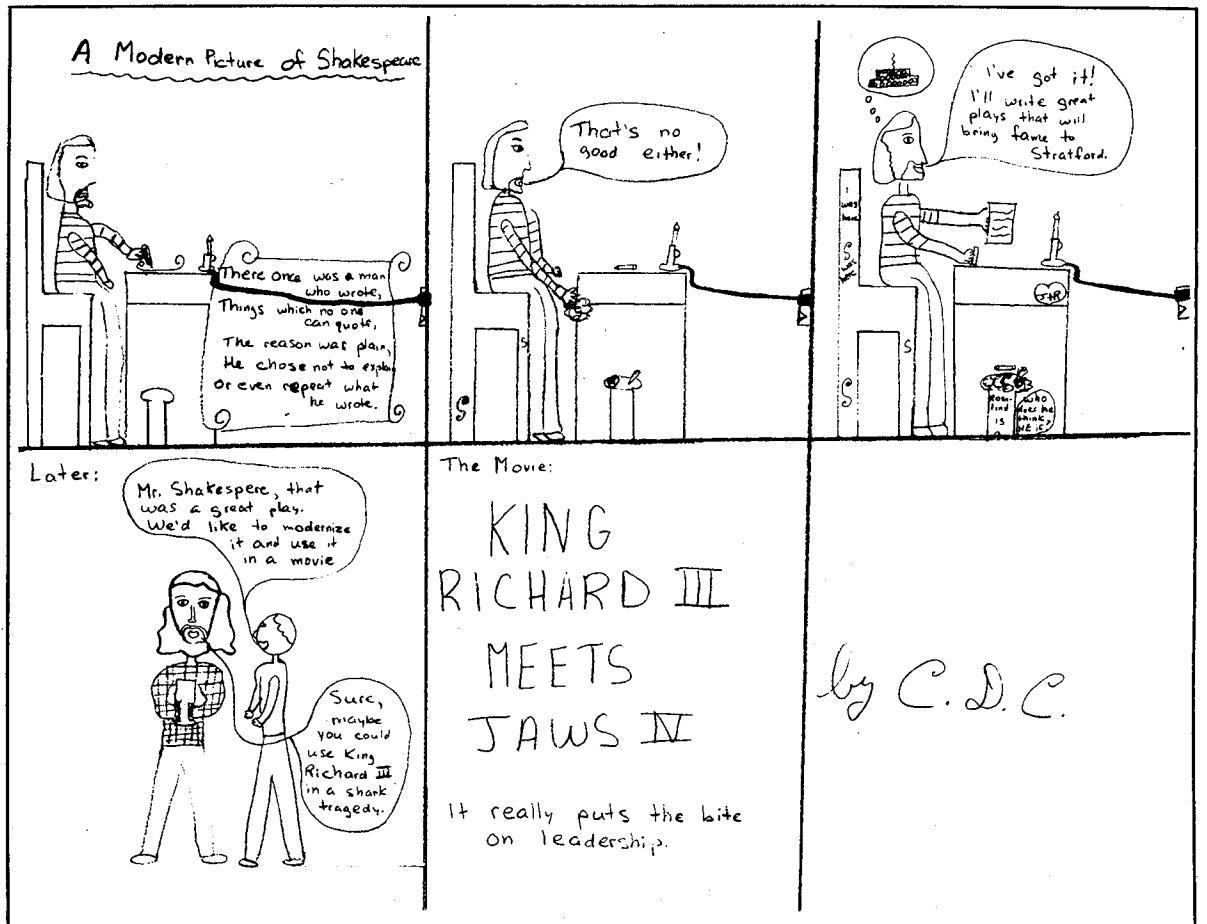 A Modern Picture of Shakespeare
There once was a man
who wrote,
Things which no one
can quote,
The reason was plain,
He chose not to explain
Or even repeat what
he wrote.
That's no
good either!
S
S
I've got it!
I'll write great
plays that will
bring fame to
Stratford.
I
was
here
S
S
J+R
Rosa-
lind
is
who
does he
think
HE is?
Later:
Mr. Shakespere, that
was a great play.
We'd like to modernize
it and use it
in a movie
Sure,
maybe
you could
use King
Richard III
in a shark
tragedy.
The Movie:
KING
RICHARD III
MEETS
JAWS IV
It really puts the bite
on leadership.
by C. D. C.